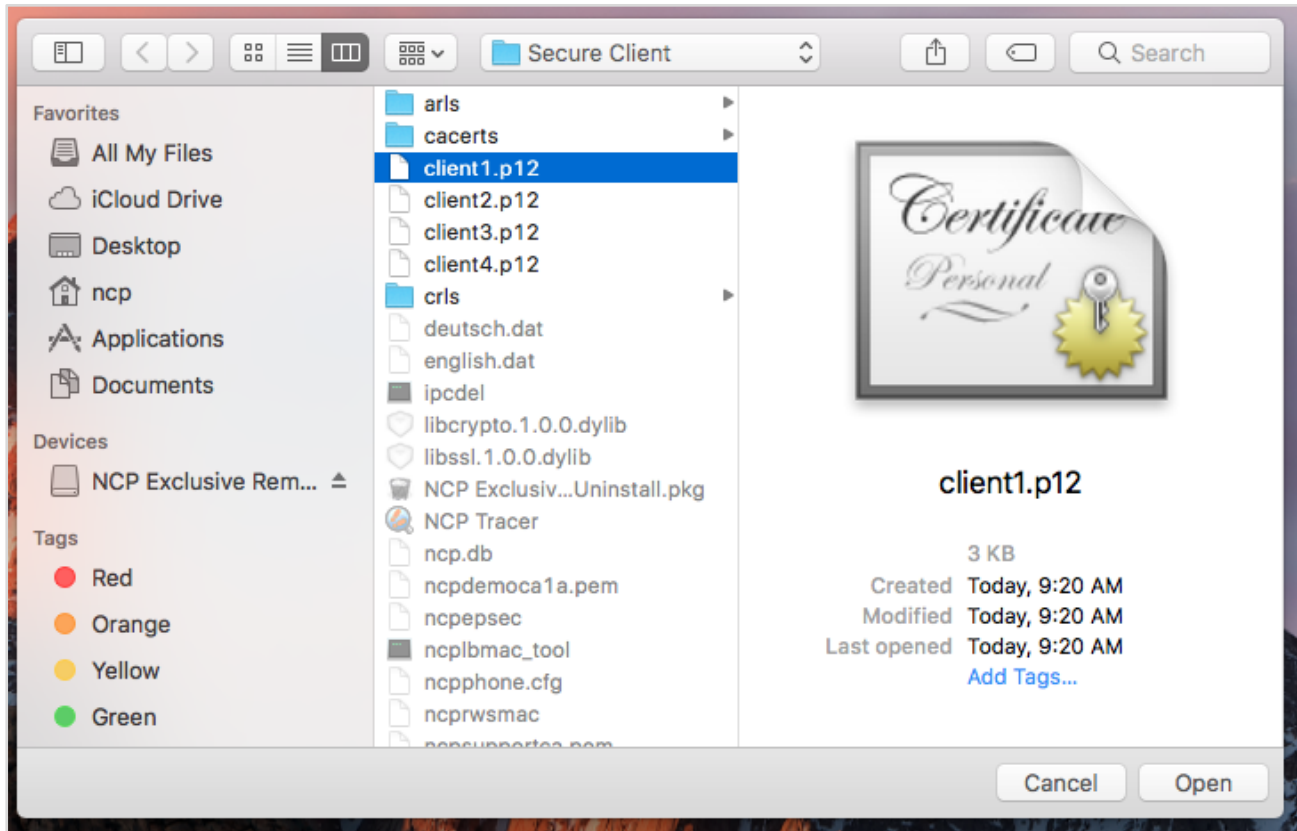 Secure Client
Search
Favorites
All My Files
iCloud Drive
Desktop
ncp
Applications
Documents
Devices
NCP Exclusive Rem...
Tags
Red
Orange
Yellow
Green
arls
cacerts
client1.p12
client2.p12
client3.p12
client4.p12
crls
deutsch.dat
english.dat
ipcdel
libcrypto.1.0.0.dylib
libssl.1.0.0.dylib
NCP Exclusiv...Uninstall.pkg
NCP Tracer
ncp.db
ncpdemoca1a.pem
ncpepsec
ncplbmac_tool
ncpphone.cfg
ncprwsmac
ncpsupportca.pem
Certificate
Personal
client1.p12
3 KB
Created Today, 9:20 AM
Modified Today, 9:20 AM
Last opened Today, 9:20 AM
Add Tags...
Cancel
Open